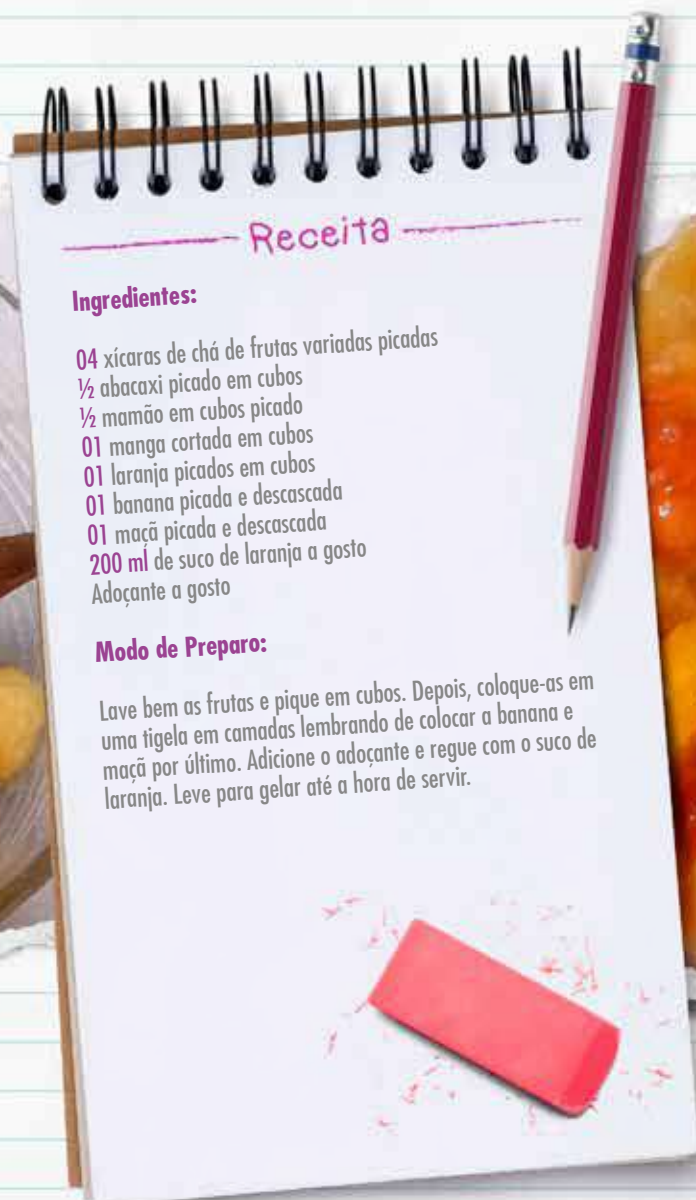 Receita
Ingredientes:
04 xícaras de chá de frutas variadas picadas
½ abacaxi picado em cubos
½ mamão em cubos picado
01 manga cortada em cubos
01 laranja picados em cubos
01 banana picada e descascada
01 maçã picada e descascada
200 ml de suco de laranja a gosto
Adoçante a gosto
Modo de Preparo:
Lave bem as frutas e pique em cubos. Depois, coloque-as em
uma tigela em camadas lembrando de colocar a banana e
maçã por último. Adicione o adoçante e regue com o suco de
laranja. Leve para gelar até a hora de servir.